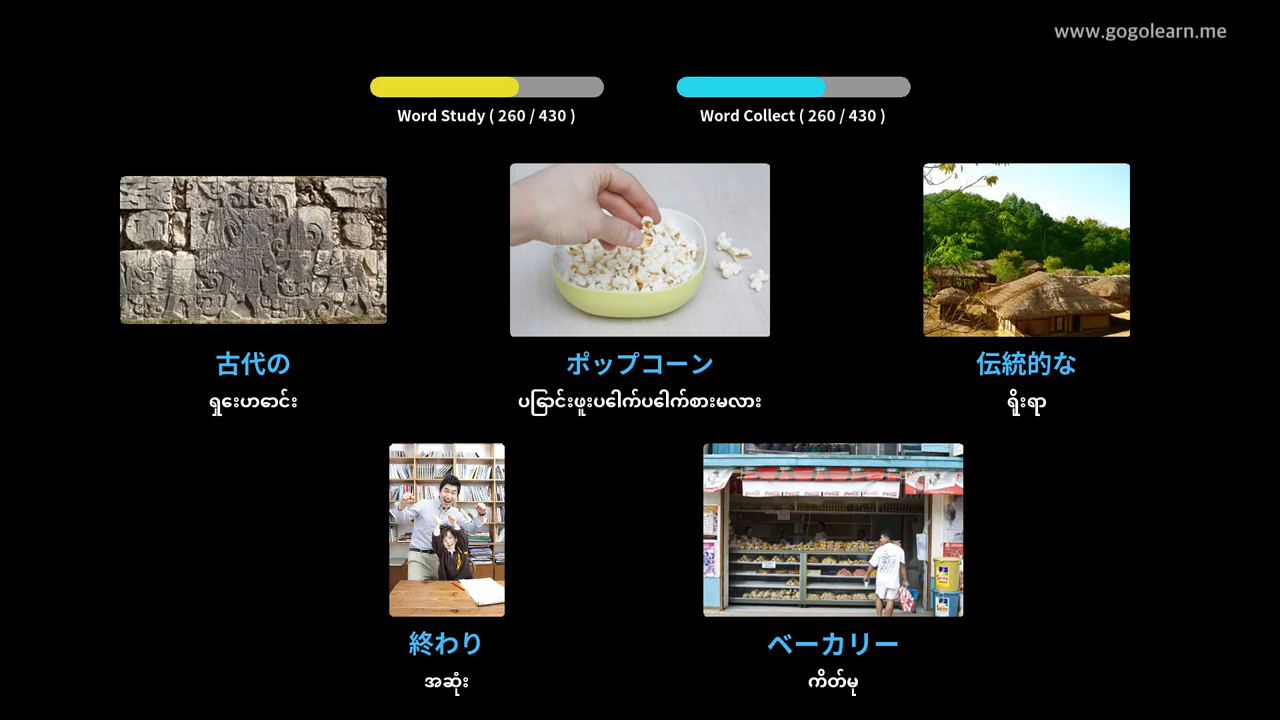 www.gogolearn.me
Word Study ( 260 / 430 )
Word Collect ( 260 / 430 )
古代の
ရှေးဟောင်း
ポップコーン
ပြောင်းဖူးပေါက်ပေါက်စားမလား
伝統的な
ရိုးရာ
終わり
အဆုံး
ベーカリー
ကိတ်မု